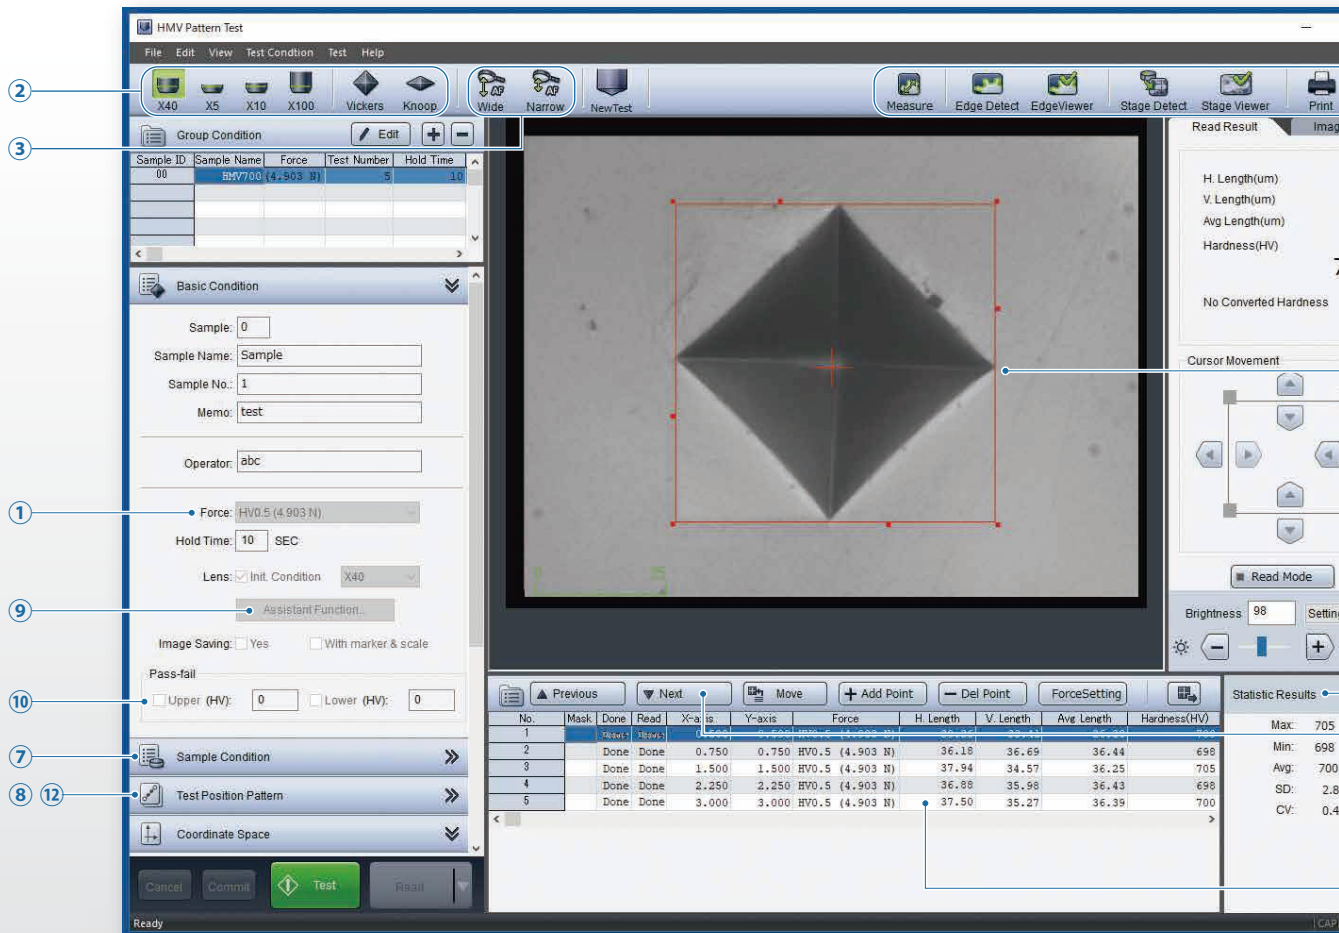 HMV Pattern Test
File Edit View Test Condtion Test Help
②
X40 X5 X10 X100 Vickers Knoop Wide Narrow NewTest Measure Edge Detect EdgeViewer Stage Detect Stage Viewer Print
AF AF
③
Group Condition Edit + −
Sample ID Sample Name Force Test Number Hold Time
00 HMV700 (4.903 N) 5 10
Basic Condition
Sample: 0
Sample Name: Sample
Sample No.: 1
Memo: test
Operator: abc
① Force: HV0.5 (4.903 N)
Hold Time: 10 SEC
Lens: Init. Condition X40
⑨ Assistant Function...
Image Saving: Yes With marker & scale
Pass-fail
⑩ Upper (HV): 0 Lower (HV): 0
⑦ Sample Condition
⑧ ⑫ Test Position Pattern
Coordinate Space
Cancel Commit Test Read
Ready
0 25
Read Result Imag
H. Length(um)
V. Length(um)
Avg Length(um)
Hardness(HV)
7
No Converted Hardness
Cursor Movement
Read Mode
Brightness 98 Setting
− +
Previous Next Move + Add Point − Del Point ForceSetting
No. Mask Done Read X-axis Y-axis Force H. Length V. Length Avg Length Hardness(HV)
1
2 Done Done 0.750 0.750 HV0.5 (4.903 N) 36.18 36.69 36.44 698
3 Done Done 1.500 1.500 HV0.5 (4.903 N) 37.94 34.57 36.25 705
4 Done Done 2.250 2.250 HV0.5 (4.903 N) 36.88 35.98 36.43 698
5 Done Done 3.000 3.000 HV0.5 (4.903 N) 37.50 35.27 36.39 700
Statistic Results
Max: 705
Min: 698
Avg: 700
SD: 2.8
CV: 0.4
CAP